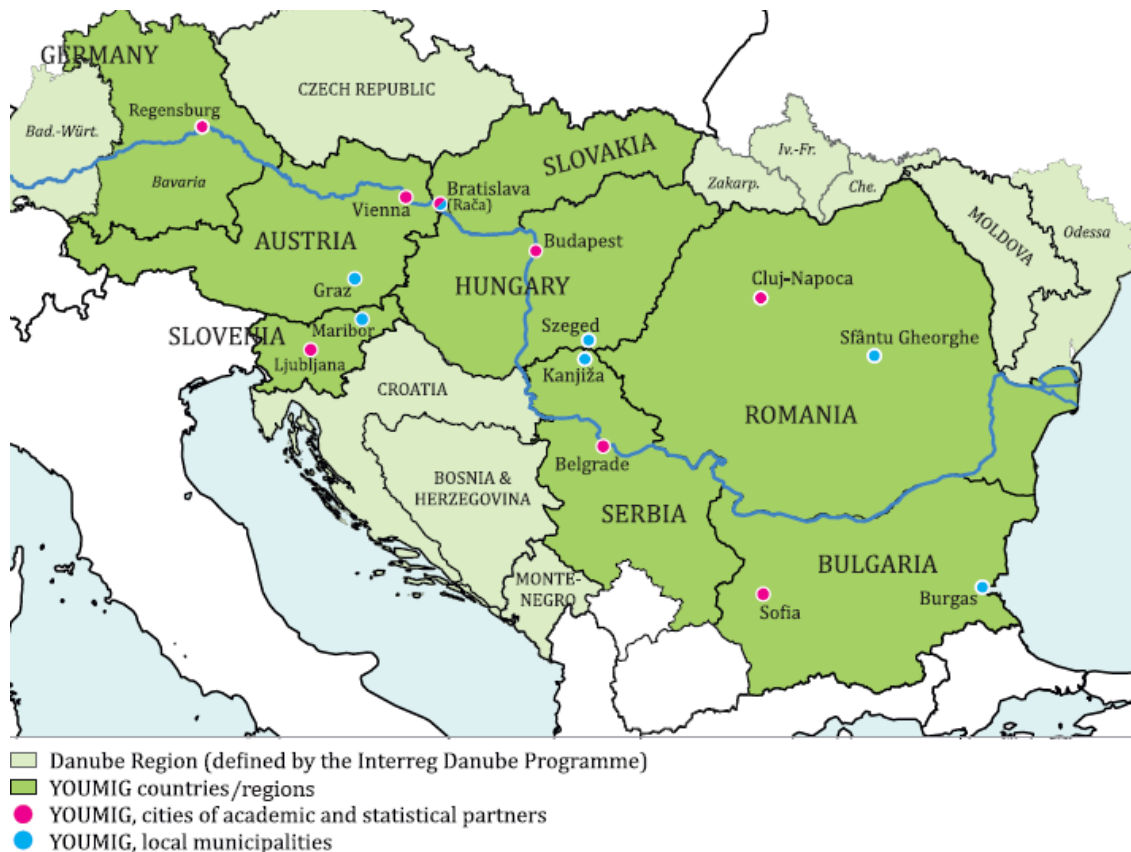 GERMANY
CZECH REPUBLIC
Regensburg
Bad.-Württ.
Bavaria
SLOVAKIA
Iv.-Fr.
Zakarp.
Che.
MOLDOVA
Odessa
Vienna
Bratislava
(Rača)
AUSTRIA
Budapest
HUNGARY
Cluj-Napoca
Graz
SLOVENIA
Maribor
Ljubljana
Szeged
Kanjiža
Sfântu Gheorghe
CROATIA
ROMANIA
Belgrade
BOSNIA &
HERZEGOVINA
SERBIA
MONTE-
NEGRO
BULGARIA
Sofia
Burgas
Danube Region (defined by the Interreg Danube Programme)
YOUMIG countries/regions
YOUMIG, cities of academic and statistical partners
YOUMIG, local municipalities